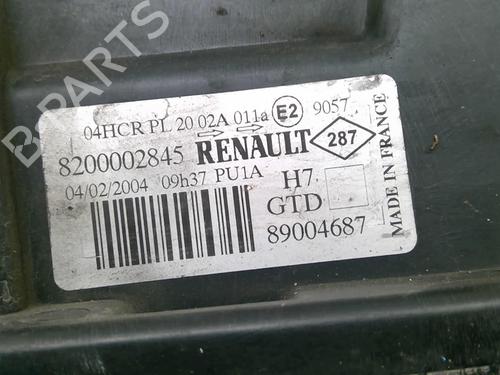 04HCR PL 20 02A 011a E2 9057
8200002845 RENAULT 287
04/02/2004 09h37 PU1A H7
GTD
89004687
MADE IN FRANCE
B-PARTS